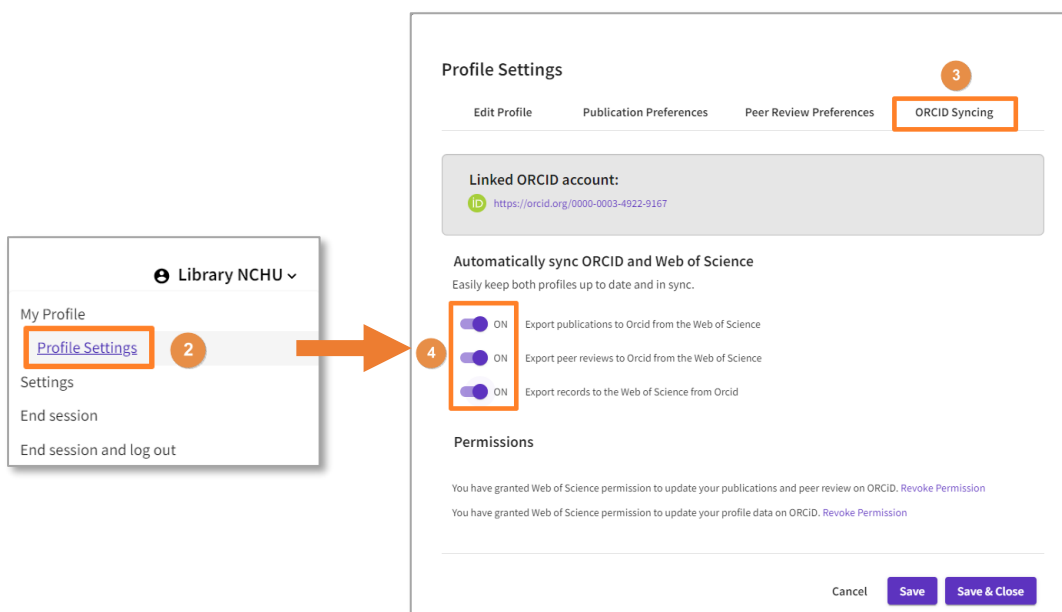 Library NCHU
My Profile
Profile Settings
2
Settings
End session
End session and log out
Profile Settings
3
Edit Profile Publication Preferences Peer Review Preferences ORCID Syncing
Linked ORCID account:
iD https://orcid.org/0000-0003-4922-9167
Automatically sync ORCID and Web of Science
Easily keep both profiles up to date and in sync.
4
ON Export publications to Orcid from the Web of Science
ON Export peer reviews to Orcid from the Web of Science
ON Export records to the Web of Science from Orcid
Permissions
You have granted Web of Science permission to update your publications and peer review on ORCiD. Revoke Permission
You have granted Web of Science permission to update your profile data on ORCiD. Revoke Permission
Cancel Save Save & Close